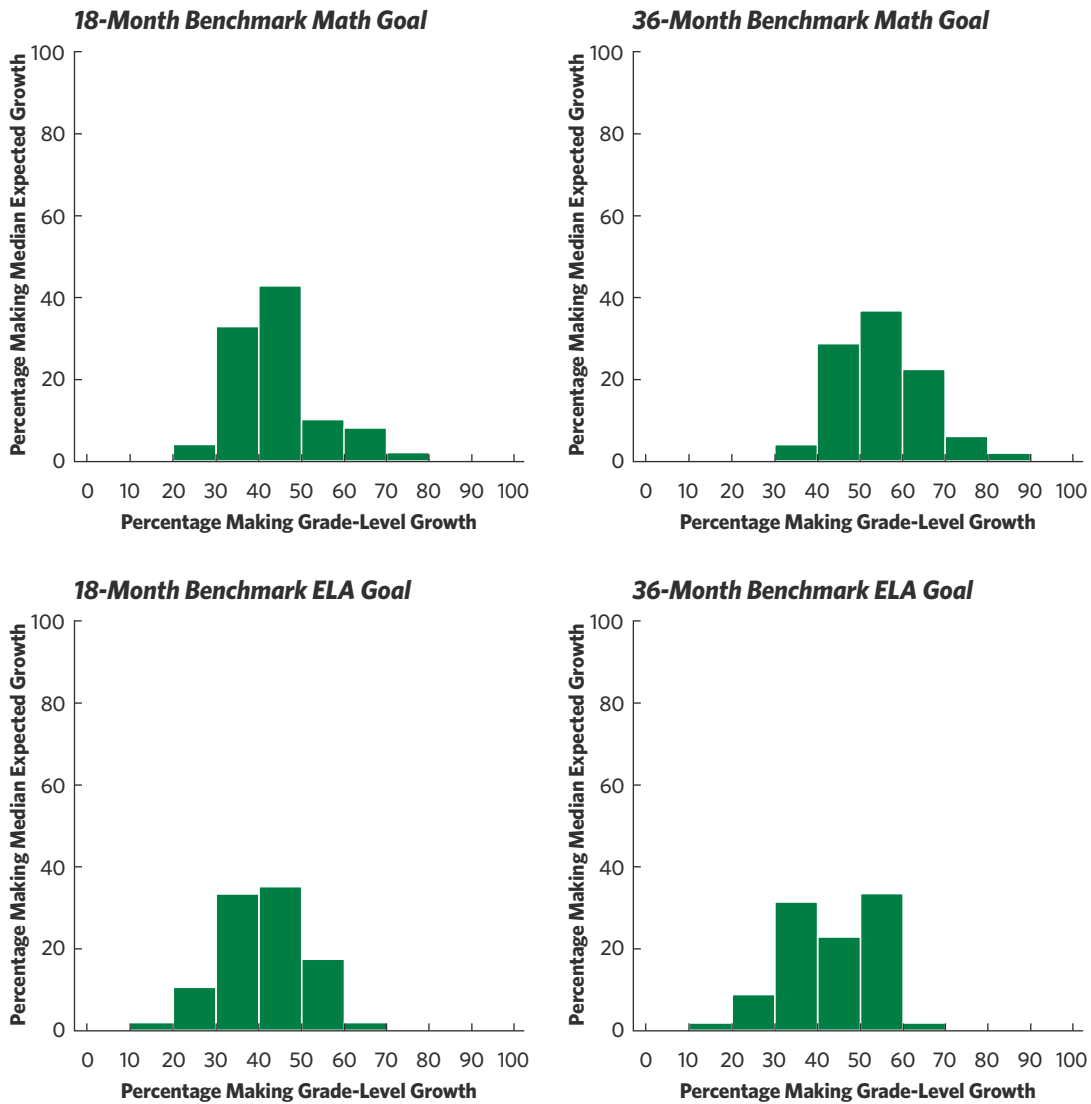 18-Month Benchmark Math Goal
Percentage Making Median Expected Growth
100
80
60
40
20
0
0 10 20 30 40 50 60 70 80 90 100
Percentage Making Grade-Level Growth
36-Month Benchmark Math Goal
Percentage Making Median Expected Growth
100
80
60
40
20
0
0 10 20 30 40 50 60 70 80 90 100
Percentage Making Grade-Level Growth
18-Month Benchmark ELA Goal
Percentage Making Median Expected Growth
100
80
60
40
20
0
0 10 20 30 40 50 60 70 80 90 100
Percentage Making Grade-Level Growth
36-Month Benchmark ELA Goal
Percentage Making Median Expected Growth
100
80
60
40
20
0
0 10 20 30 40 50 60 70 80 90 100
Percentage Making Grade-Level Growth